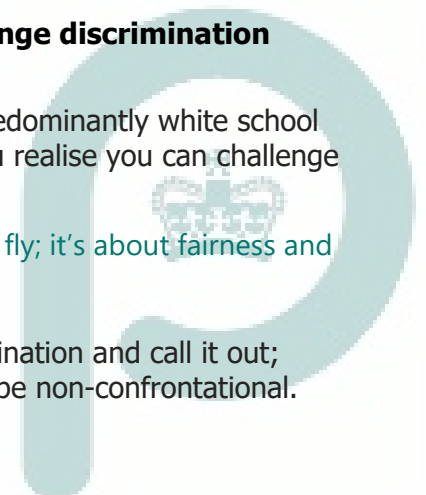 nge discrimination
edominantly white school
u realise you can challenge
fly; it's about fairness and
ination and call it out;
be non-confrontational.